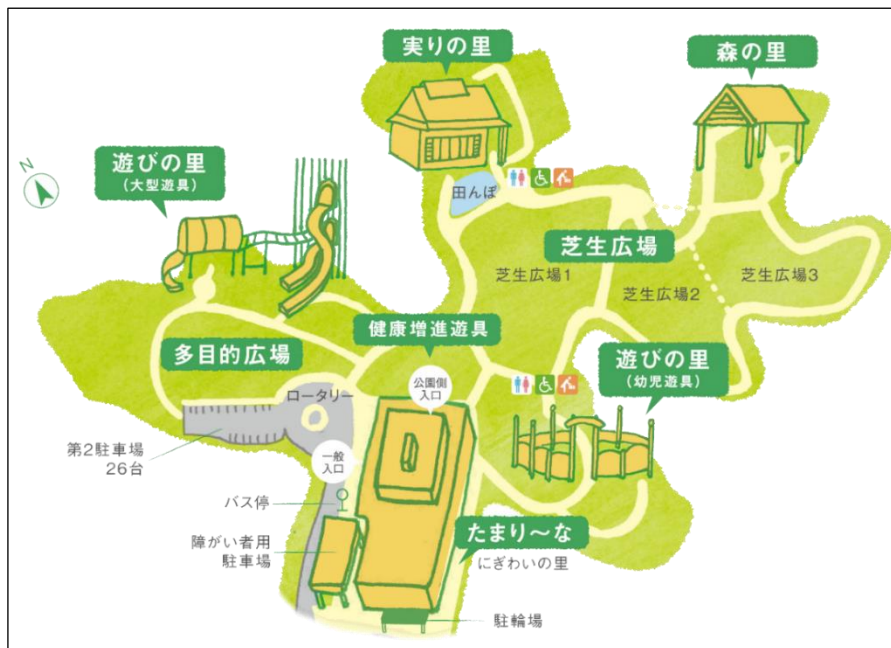 実りの里
森の里
N
遊びの里
(大型遊具)
田んぼ
芝生広場
芝生広場1
芝生広場2
芝生広場3
健康増進遊具
多目的広場
遊びの里
(幼児遊具)
公園側
入口
ロータリー
第2駐車場
26台
一般
入口
バス停
障がい者用
駐車場
たまり〜な
にぎわいの里
駐輪場